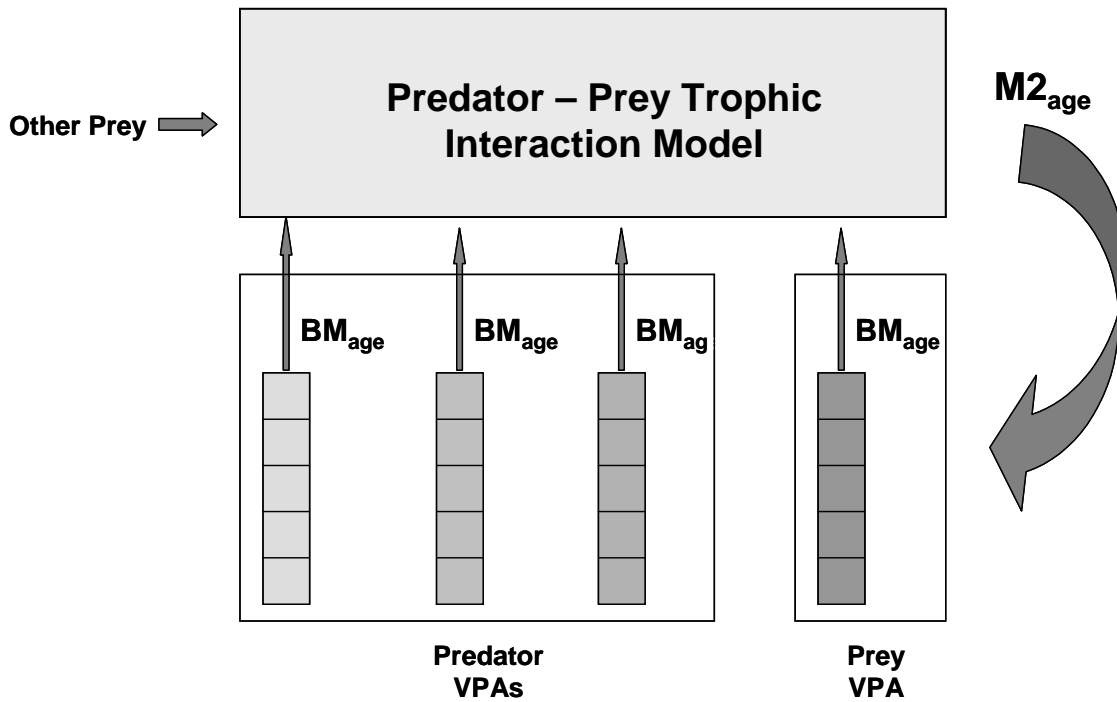 Predator – Prey Trophic
Interaction Model
M2age
Other Prey
BMage
BMage
BMag
BMage
Predator
VPAs
Prey
VPA